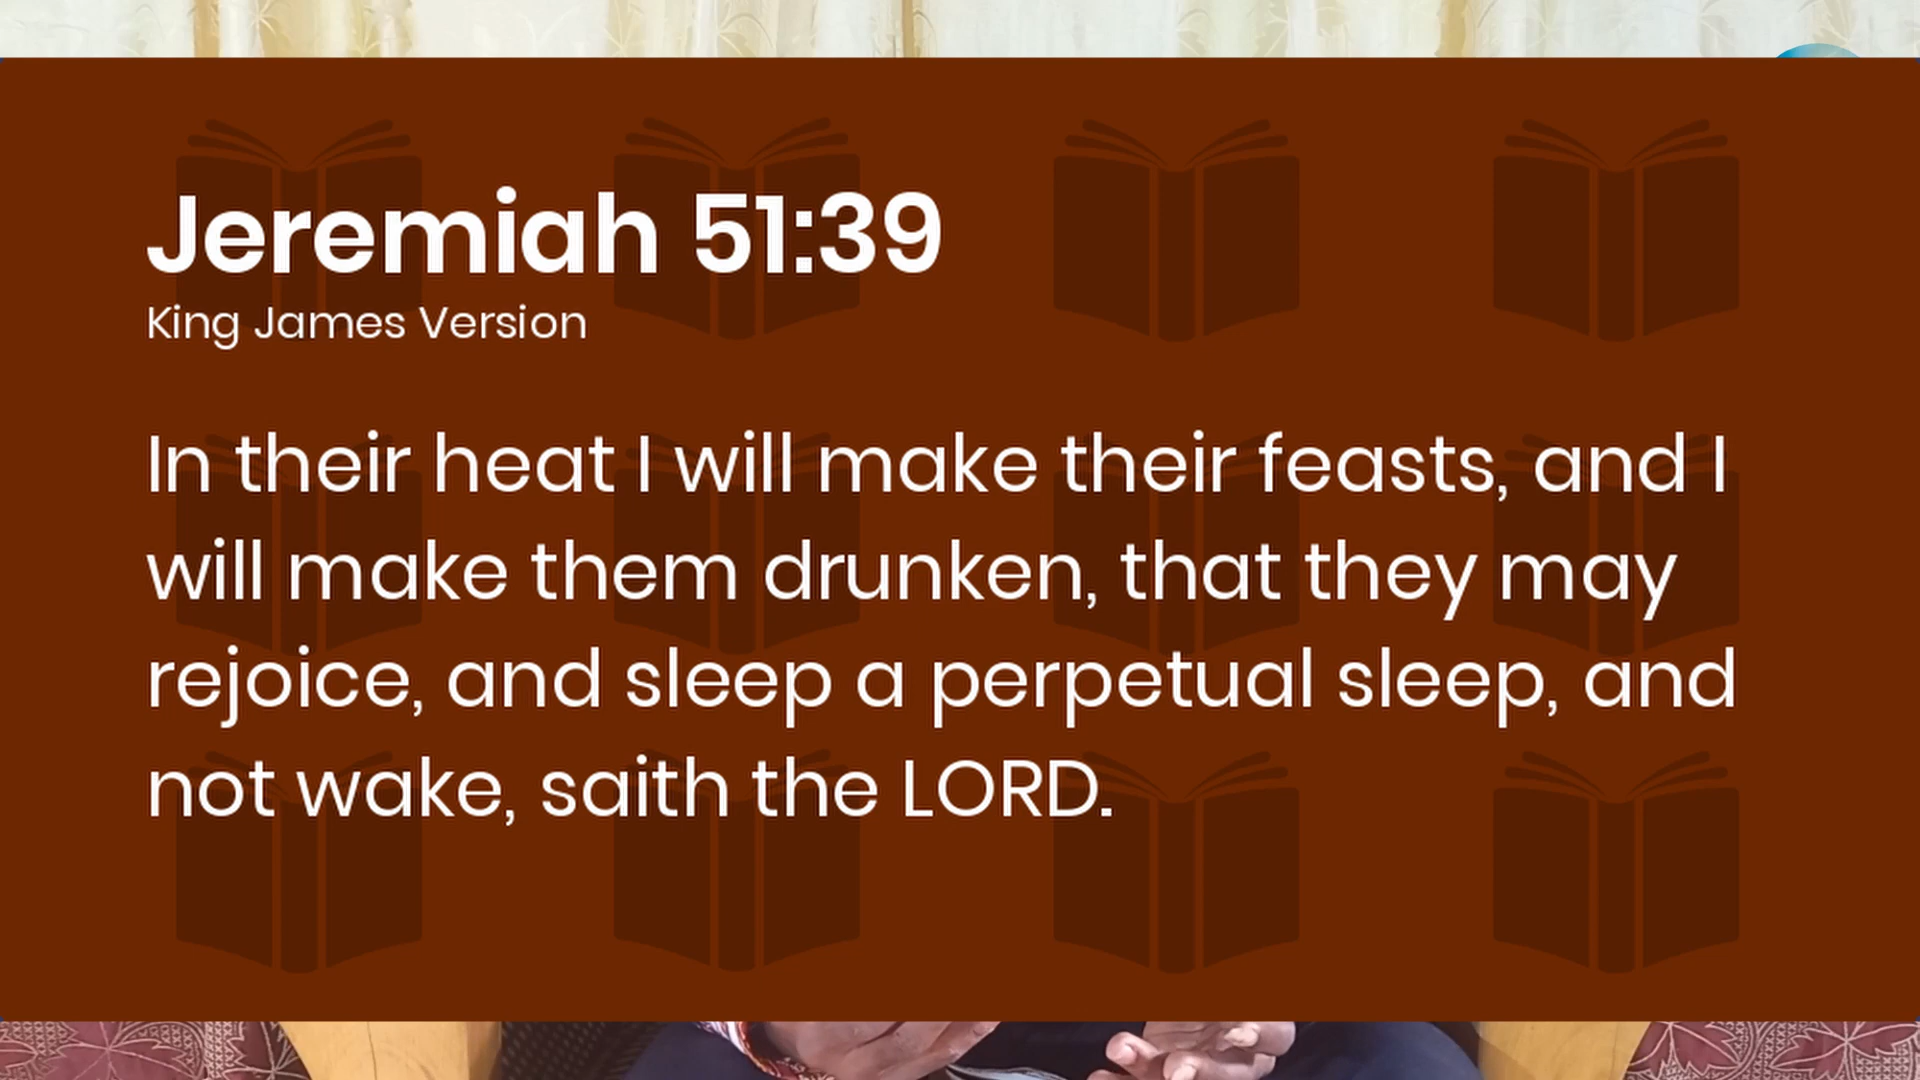 Jeremiah 51:39
King James Version
In their heat I will make their feasts, and I
will make them drunken, that they may
rejoice, and sleep a perpetual sleep, and
not wake, saith the LORD.